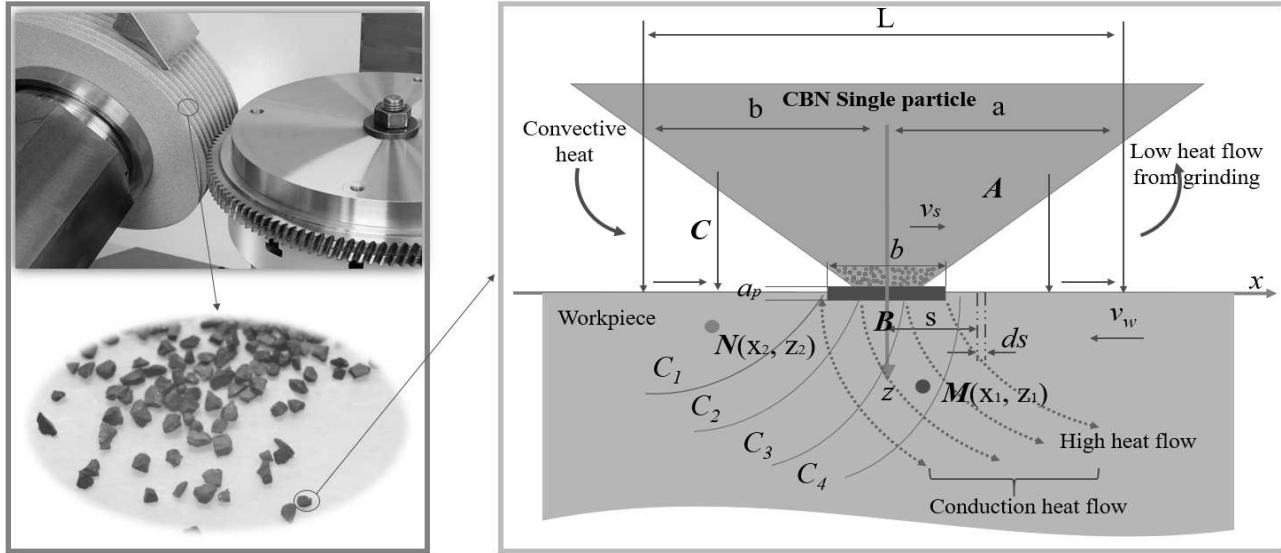 L
CBN Single particle
b
a
Convective
heat
Low heat flow
from grinding
A
v_s
C
b
a_p
x
Workpiece
B
s
v_w
N(x₂, z₂)
ds
C₁
z
M(x₁, z₁)
C₂
C₃
High heat flow
C₄
Conduction heat flow